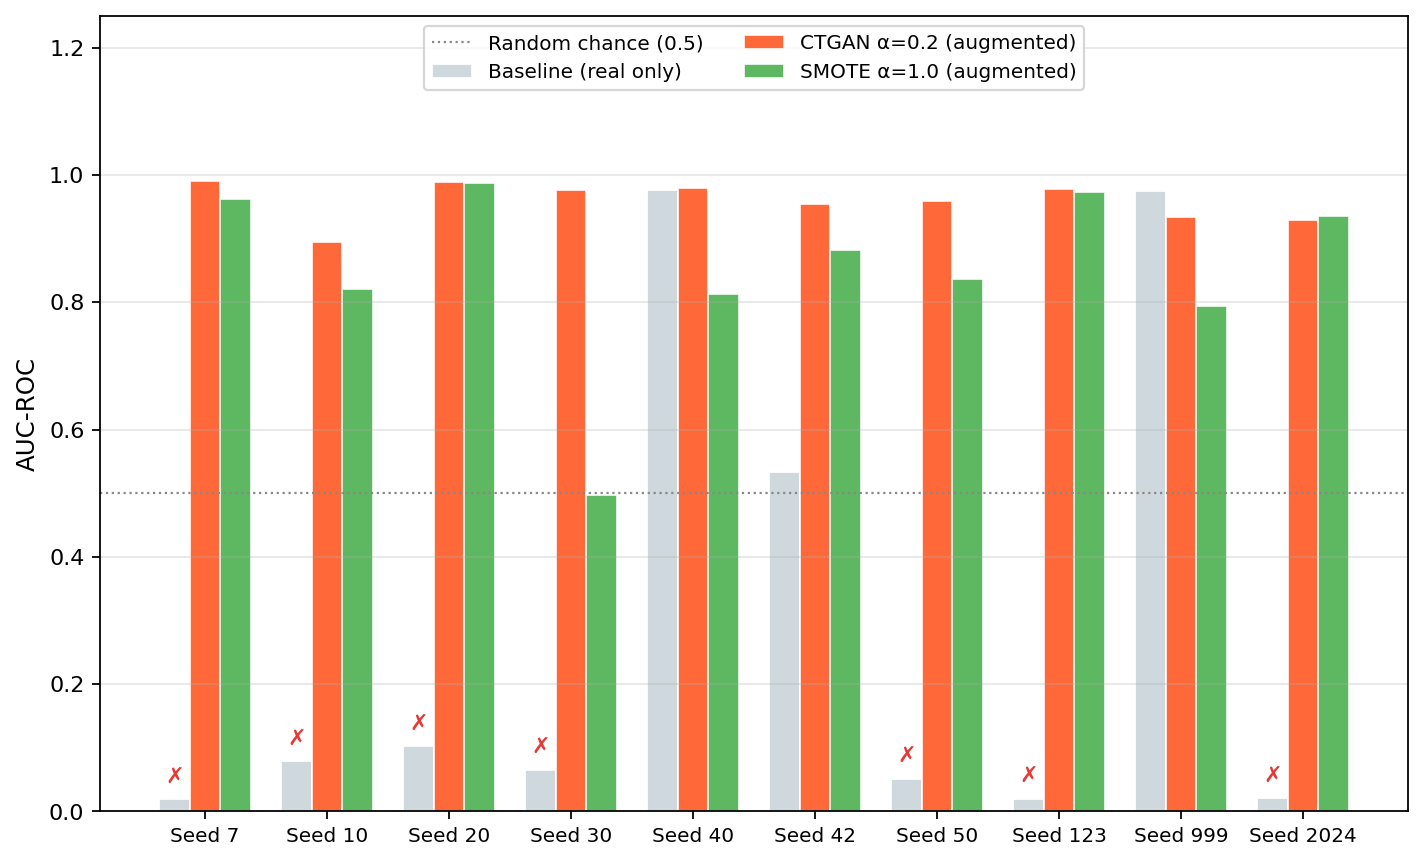 Random chance (0.5)
Baseline (real only)
CTGAN α=0.2 (augmented)
SMOTE α=1.0 (augmented)
AUC-ROC
1.2
1.0
0.8
0.6
0.4
0.2
0.0
✗ ✗ ✗ ✗ ✗ ✗ ✗
Seed 7 Seed 10 Seed 20 Seed 30 Seed 40 Seed 42 Seed 50 Seed 123 Seed 999 Seed 2024